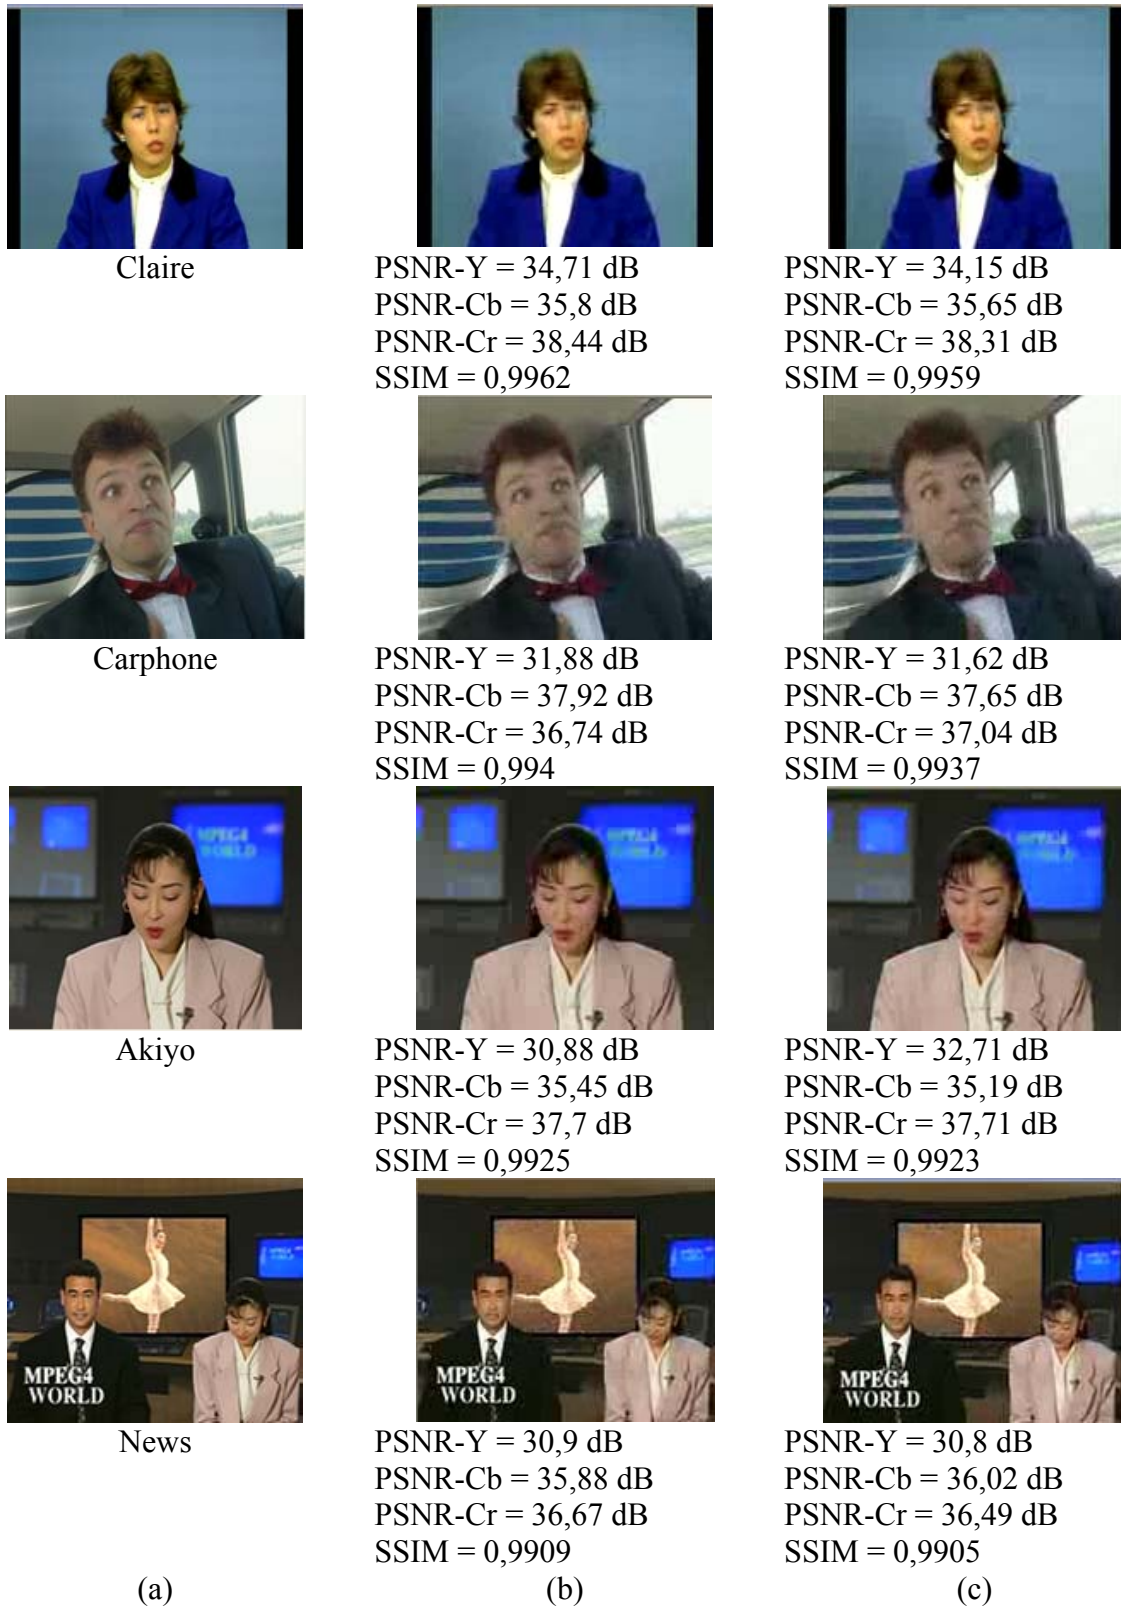 Claire
PSNR-Y = 34,71 dB
PSNR-Cb = 35,8 dB
PSNR-Cr = 38,44 dB
SSIM = 0,9962
PSNR-Y = 34,15 dB
PSNR-Cb = 35,65 dB
PSNR-Cr = 38,31 dB
SSIM = 0,9959
Carphone
PSNR-Y = 31,88 dB
PSNR-Cb = 37,92 dB
PSNR-Cr = 36,74 dB
SSIM = 0,994
PSNR-Y = 31,62 dB
PSNR-Cb = 37,65 dB
PSNR-Cr = 37,04 dB
SSIM = 0,9937
MPEG4
WORLD
MPEG4
WORLD
MPEG4
WORLD
Akiyo
PSNR-Y = 30,88 dB
PSNR-Cb = 35,45 dB
PSNR-Cr = 37,7 dB
SSIM = 0,9925
PSNR-Y = 32,71 dB
PSNR-Cb = 35,19 dB
PSNR-Cr = 37,71 dB
SSIM = 0,9923
MPEG4
WORLD
MPEG4
WORLD
MPEG4
WORLD
News
PSNR-Y = 30,9 dB
PSNR-Cb = 35,88 dB
PSNR-Cr = 36,67 dB
SSIM = 0,9909
PSNR-Y = 30,8 dB
PSNR-Cb = 36,02 dB
PSNR-Cr = 36,49 dB
SSIM = 0,9905
(a)
(b)
(c)